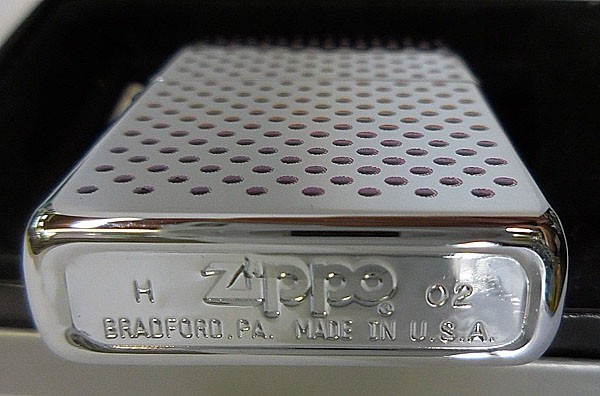 H Zippo® 02
BRADFORD.PA. MADE IN U.S.A.